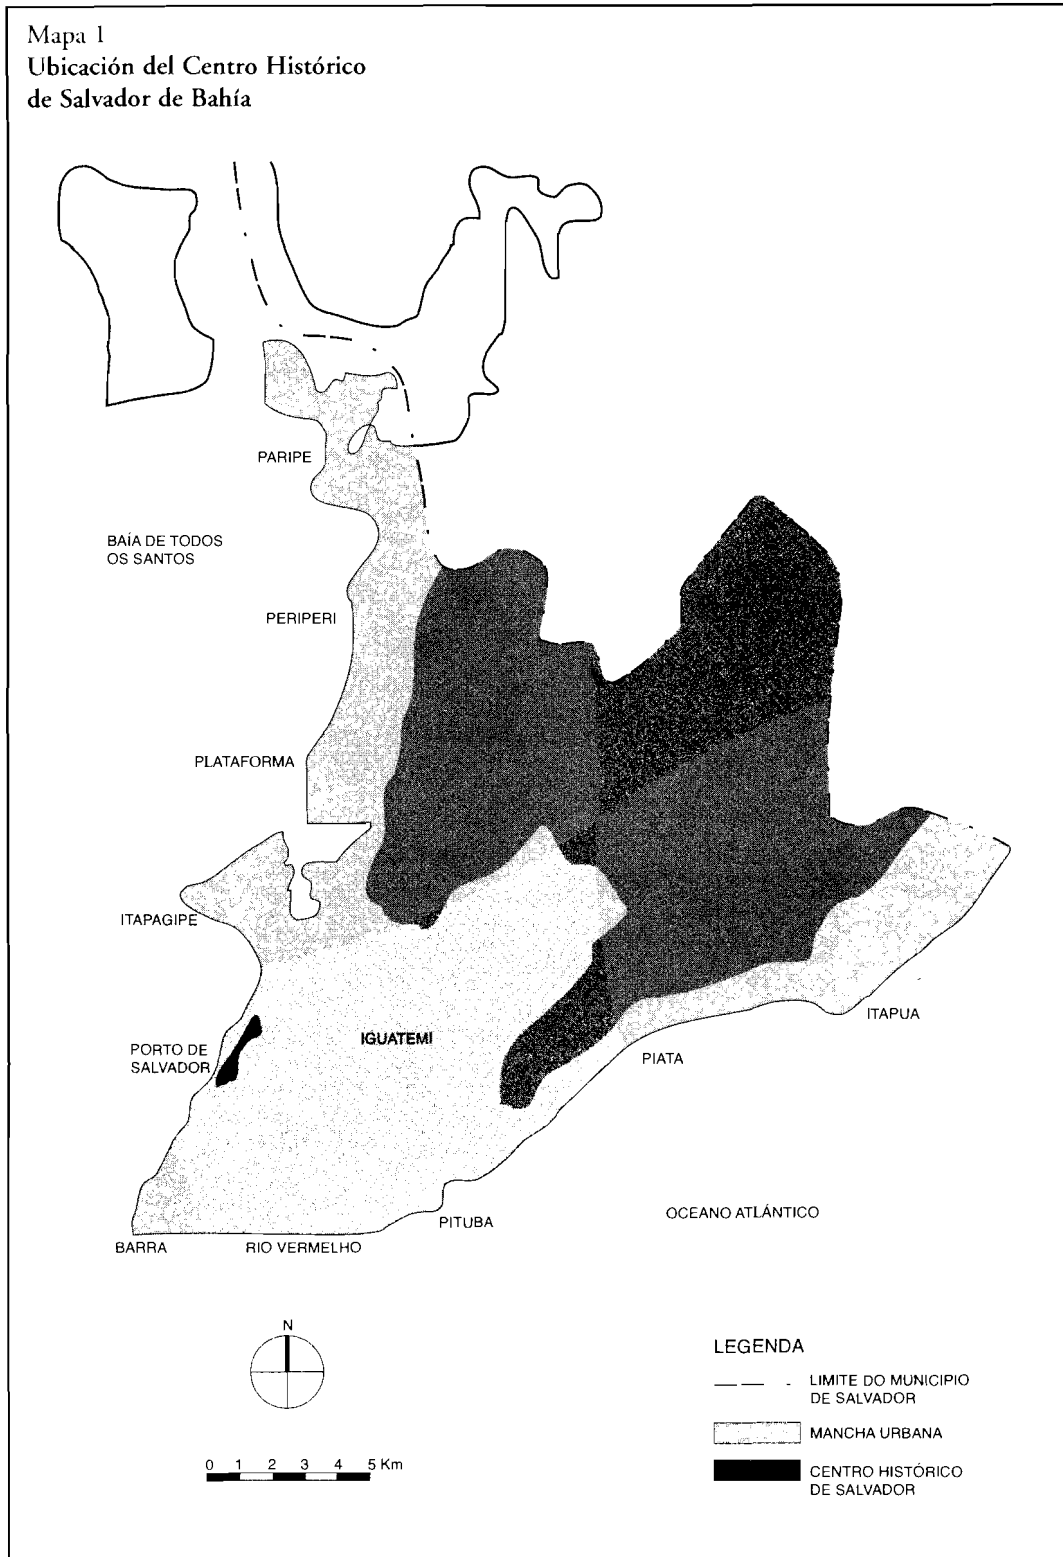 Mapa 1
Ubicación del Centro Histórico
de Salvador de Bahía
PARIPE
BAÍA DE TODOS
OS SANTOS
PERIPERI
PLATAFORMA
ITAPAGIPE
IGUATEMI
ITAPUA
PORTO DE
SALVADOR
PIATA
OCEANO ATLÁNTICO
PITUBA
BARRA
RIO VERMELHO
N
LEGENDA
LIMITE DO MUNICIPIO
DE SALVADOR
MANCHA URBANA
0 1 2 3 4 5 Km
CENTRO HISTÓRICO
DE SALVADOR